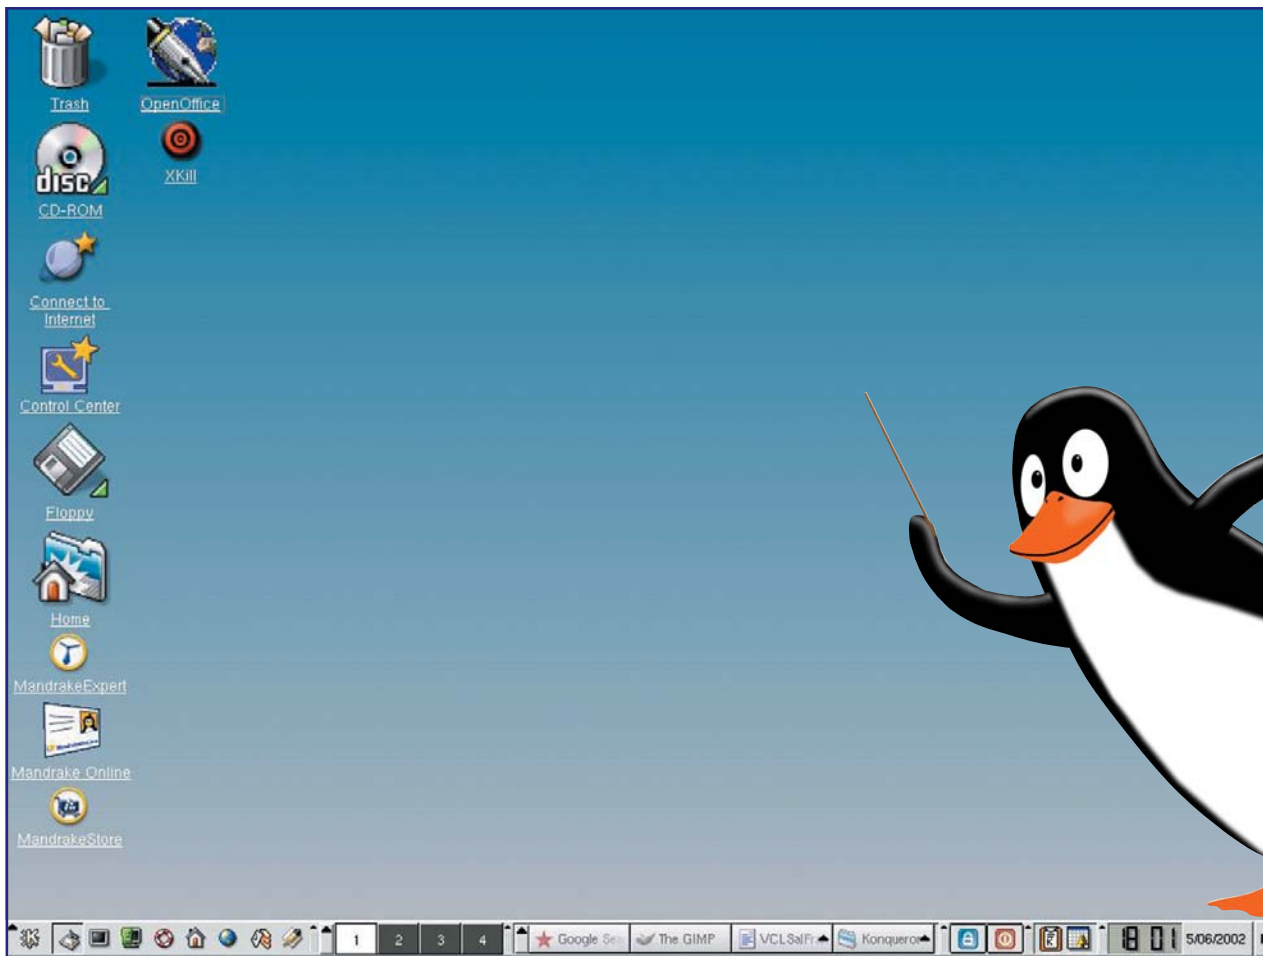 Trash
OpenOffice
disc
CD-ROM
XKill
Connect to
Internet
Control Center
Floppy
Home
MandrakeExpert
Mandrake Online
MandrakeStore
1 2 3 4
Google
The GIMP
VCLSalFr
Konqueror
18 01
5/06/2002